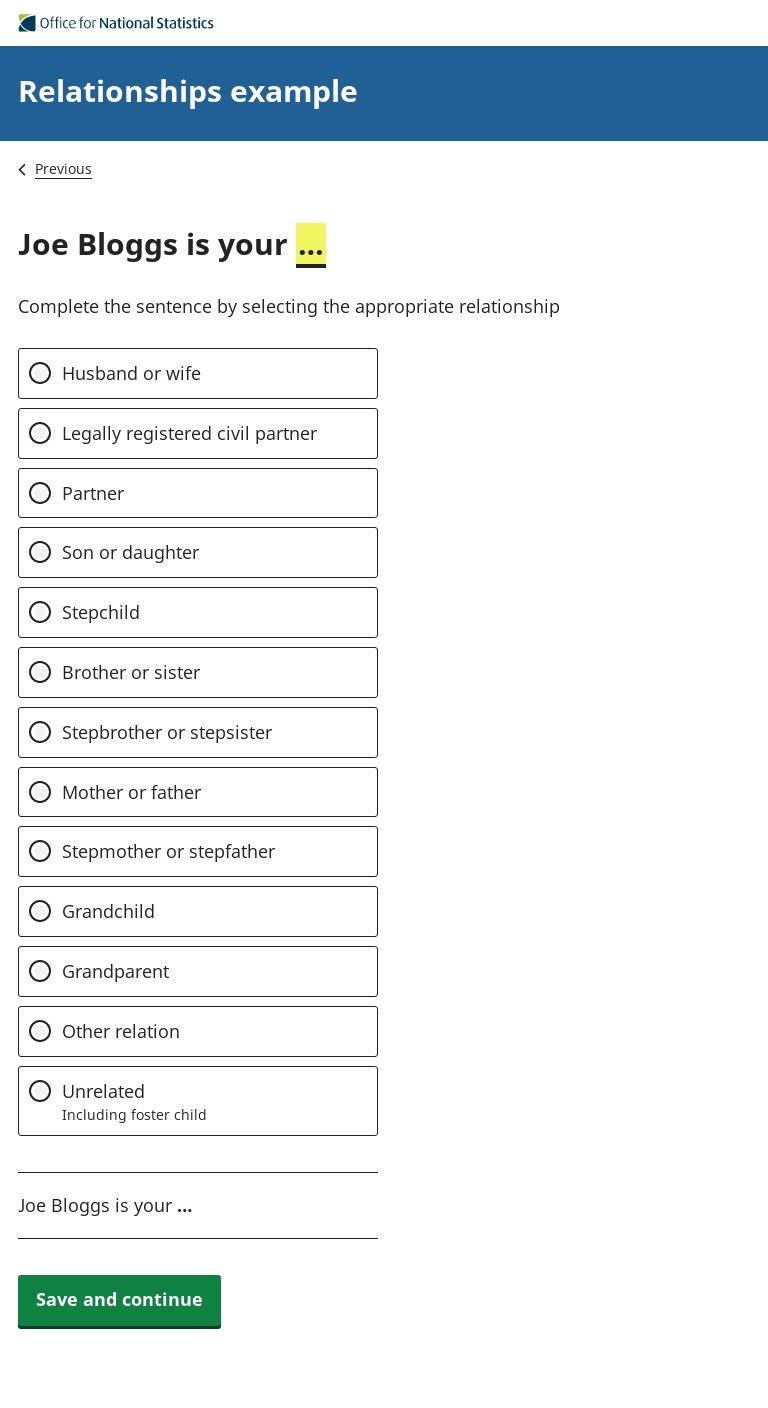 Office for National Statistics
Relationships example
Previous
Joe Bloggs is your ...
Complete the sentence by selecting the appropriate relationship
Husband or wife
Legally registered civil partner
Partner
Son or daughter
Stepchild
Brother or sister
Stepbrother or stepsister
Mother or father
Stepmother or stepfather
Grandchild
Grandparent
Other relation
Unrelated
Including foster child
Joe Bloggs is your ...
Save and continue